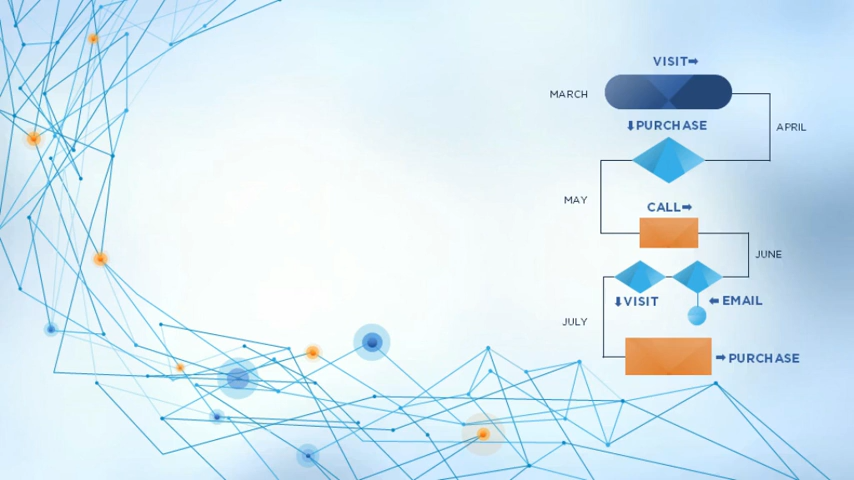 VISIT➡
MARCH
⬇PURCHASE
APRIL
MAY
CALL➡
JUNE
⬇VISIT
⬅EMAIL
JULY
➡PURCHASE